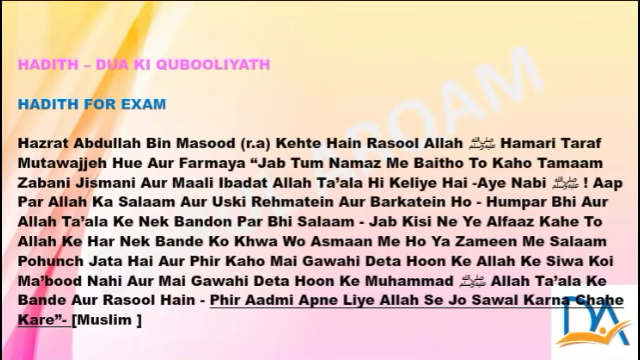 HADITH – DUA KI QUBOOLIYATH
HADITH FOR EXAM
Hazrat Abdullah Bin Masood (r.a) Kehte Hain Rasool Allah ﷺ Hamari Taraf
Mutawajjeh Hue Aur Farmaya “Jab Tum Namaz Me Baitho To Kaho Tamaam
Zabani Jismani Aur Maali Ibadat Allah Ta’ala Hi Keliye Hai -Aye Nabi ﷺ ! Aap
Par Allah Ka Salaam Aur Uski Rehmatein Aur Barkatein Ho - Humpar Bhi Aur
Allah Ta’ala Ke Nek Bandon Par Bhi Salaam - Jab Kisi Ne Ye Alfaaz Kahe To
Allah Ke Har Nek Bande Ko Khwa Wo Asmaan Me Ho Ya Zameen Me Salaam
Pohunch Jata Hai Aur Phir Kaho Mai Gawahi Deta Hoon Ke Allah Ke Siwa Koi
Ma’bood Nahi Aur Mai Gawahi Deta Hoon Ke Muhammad ﷺ Allah Ta’ala Ke
Bande Aur Rasool Hain - Phir Aadmi Apne Liye Allah Se Jo Sawal Karna Chahe
Kare”- [Muslim ]
DA